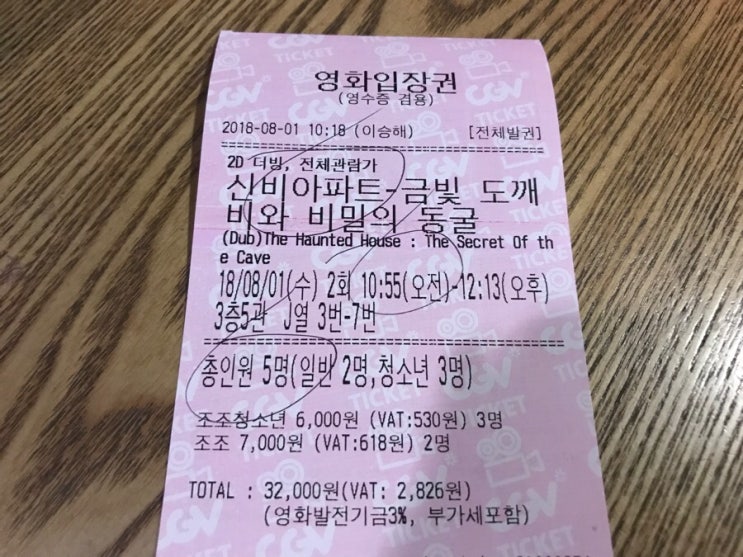 영화입장권
(영수증 겸용)
2018-08-01 10:18 (이승해) [전체발권]
2D 더빙, 전체관람가
신비아파트-금빛 도깨
비와 비밀의 동굴
(Dub)The Haunted House : The Secret Of th
e Cave
18/08/01(수) 2회 10:55(오전)-12:13(오후)
3층5관 J열 3번-7번
총인원 5명(일반 2명,청소년 3명)
조조청소년 6,000원 (VAT:530원) 3명
조조 7,000원 (VAT:618원) 2명
TOTAL : 32,000원(VAT: 2,826원)
(영화발전기금3%, 부가세포함)